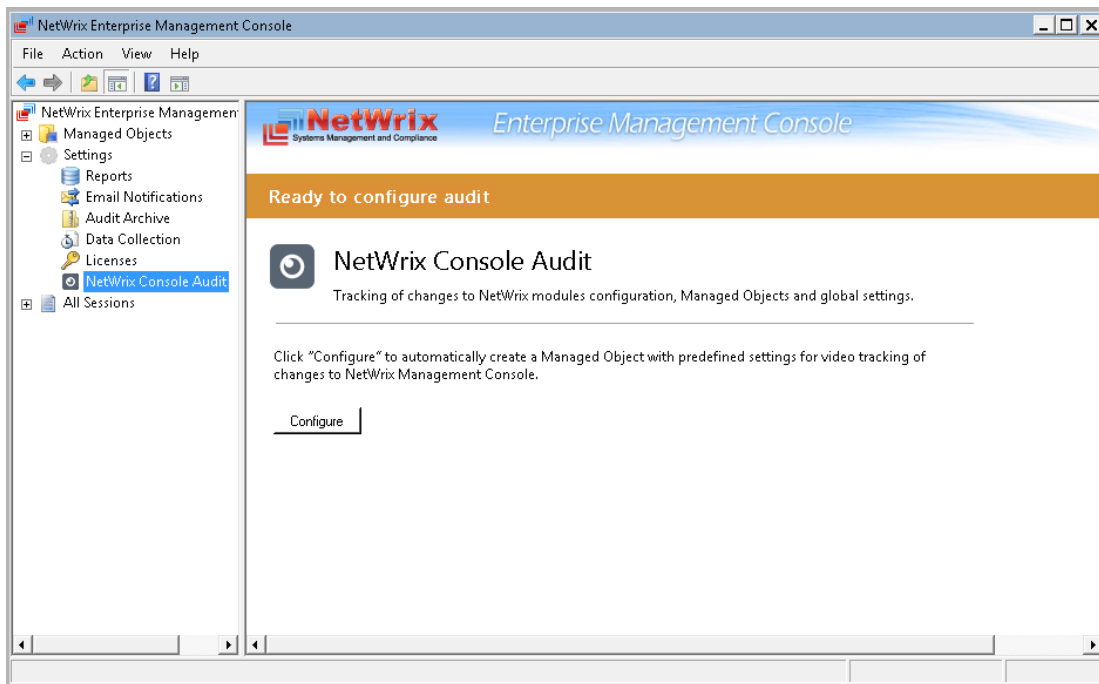 NetWrix Enterprise Management Console
File Action View Help
NetWrix Enterprise Managemen
Managed Objects
Settings
Reports
Email Notifications
Audit Archive
Data Collection
Licenses
NetWrix Console Audit
All Sessions
NetWrix
Systems Management and Compliance
Enterprise Management Console
Ready to configure audit
NetWrix Console Audit
Tracking of changes to NetWrix modules configuration, Managed Objects and global settings.
Click "Configure" to automatically create a Managed Object with predefined settings for video tracking of
changes to NetWrix Management Console.
Configure